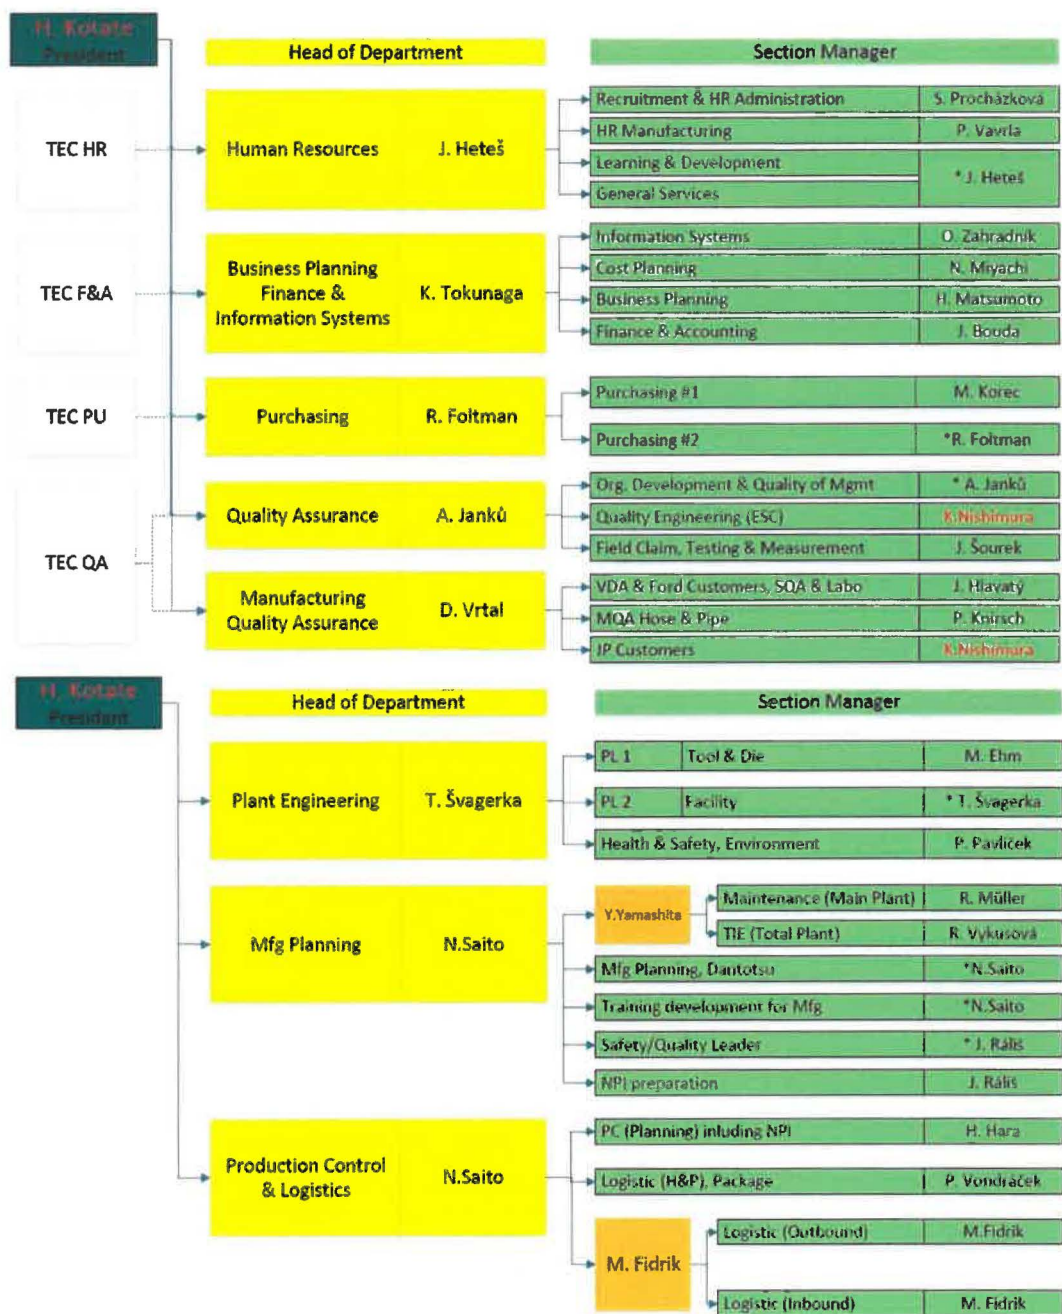 H. Kotate
President
Head of Department
Section Manager
TEC HR
Human Resources
J. Heteš
Recruitment & HR Administration
S. Procházková
HR Manufacturing
P. Vavrla
Learning & Development
General Services
* J. Heteš
TEC F&A
Business Planning
Finance &
Information Systems
K. Tokunaga
Information Systems
O. Zahradník
Cost Planning
N. Miyachi
Business Planning
H. Matsumoto
Finance & Accounting
J. Bouda
TEC PU
Purchasing
R. Foltman
Purchasing #1
M. Korec
Purchasing #2
*R. Foltman
TEC QA
Quality Assurance
A. Janků
Org. Development & Quality of Mgmt
* A. Janků
Quality Engineering (ESC)
K.Nishimura
Field Claim, Testing & Measurement
J. Šourek
Manufacturing
Quality Assurance
D. Vrtal
VDA & Ford Customers, SQA & Labo
J. Hlavatý
MQA Hose & Pipe
P. Knirsch
JP Customers
K.Nishimura
H. Kotate
President
Head of Department
Section Manager
Plant Engineering
T. Švagerka
PL 1
Tool & Die
M. Ehm
PL 2
Facility
* T. Švagerka
Health & Safety, Environment
P. Pavlíček
Mfg Planning
N.Saito
Y.Yamashita
Maintenance (Main Plant)
R. Müller
TIE (Total Plant)
R. Vykusová
Mfg Planning, Dantotsu
*N.Saito
Training development for Mfg
*N.Saito
Safety/Quality Leader
* J. Ráliš
NPI preparation
J. Ráliš
Production Control
& Logistics
N.Saito
PC (Planning) inluding NPI
H. Hara
Logistic (H&P), Package
P. Vondráček
M. Fidrik
Logistic (Outbound)
M.Fidrik
Logistic (Inbound)
M. Fidrik